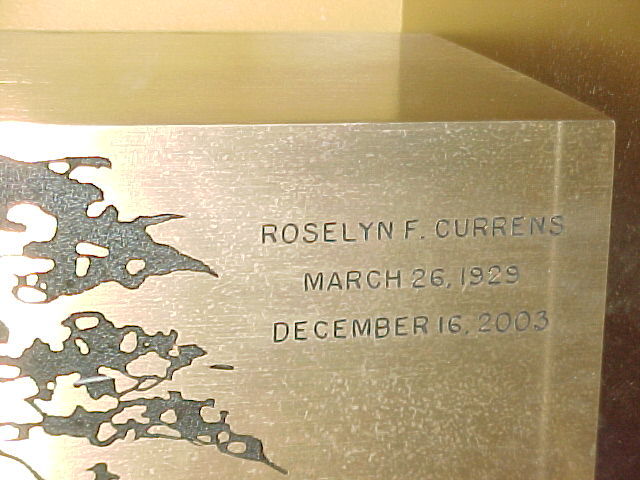 ROSELYN F. CURRENS
MARCH 26, 1929
DECEMBER 16, 2003